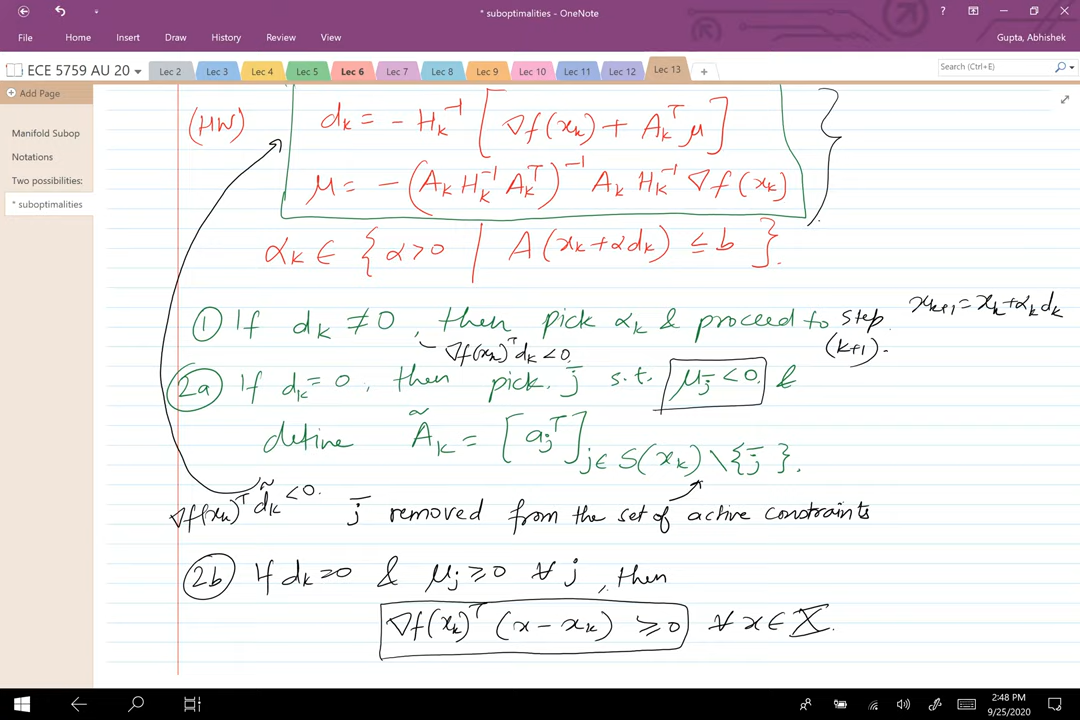 * suboptimalities - OneNote
?
File Home Insert Draw History Review View
Gupta, Abhishek
ECE 5759 AU 20 Lec 2 Lec 3 Lec 4 Lec 5 Lec 6 Lec 7 Lec 8 Lec 9 Lec 10 Lec 11 Lec 12 Lec 13 +
Search (Ctrl+E)
+ Add Page
Manifold Subop
Notations
Two possibilities:
* suboptimalities
(HW) d_k = - H_k^{-1} [ ∇f(x_k) + A_k^T μ ]
μ = - (A_k H_k^{-1} A_k^T)^{-1} A_k H_k^{-1} ∇f(x_k)
α_k ∈ { α > 0 | A(x_k + α d_k) ≤ b }.
x_{k+1} = x_k + α_k d_k
① If d_k ≠ 0, then pick α_k & proceed to step (k+1).
∇f(x_k)^T d_k < 0
2a If d_k = 0, then pick j̄ s.t. μ_j̄ < 0 &
define Ã_k = [a_j^T]_{j ∈ S(x_k) \ {j̄}}.
∇f(x_k)^T d̃_k < 0.
j̄ removed from the set of active constraints
2b If d_k = 0 & μ_j ≥ 0 ∀ j, then
∇f(x_k)^T (x - x_k) ≥ 0 ∀ x ∈ X.
2:48 PM
9/25/2020